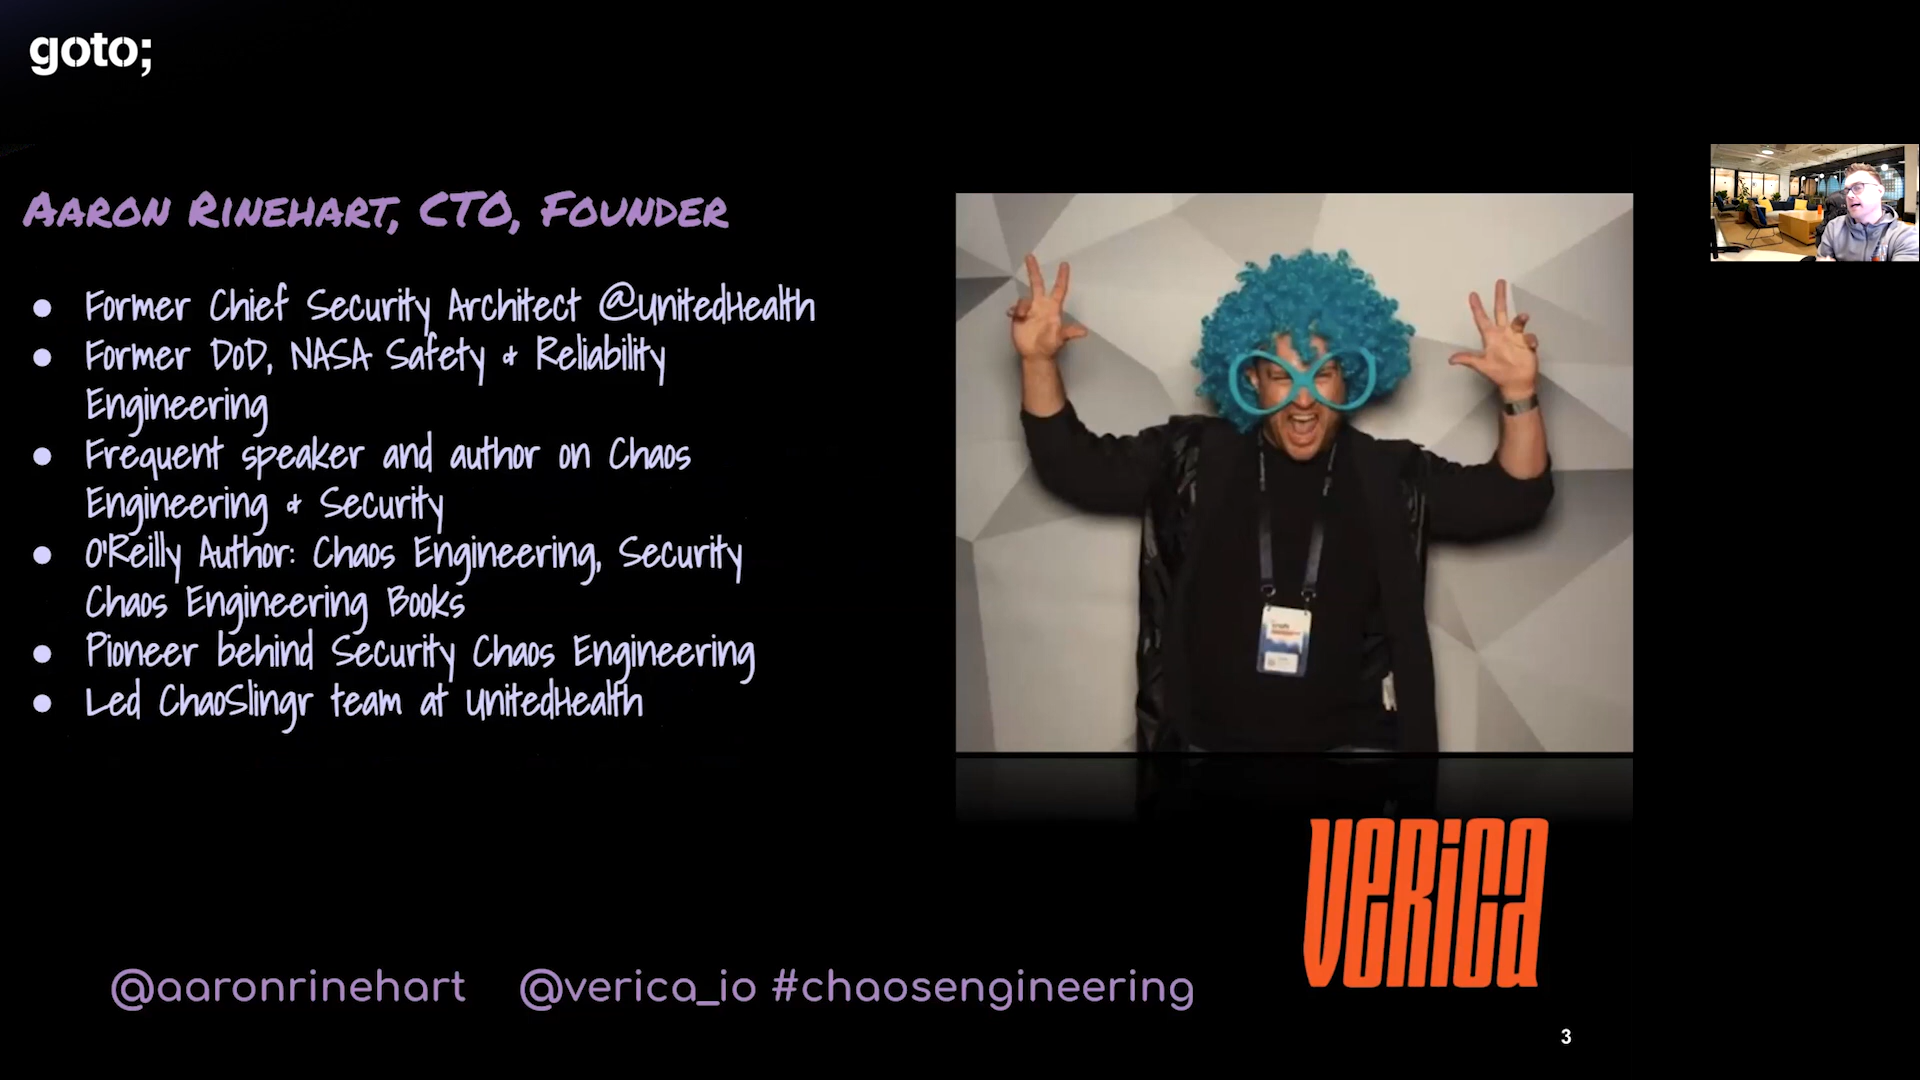 goto;
Aaron Rinehart, CTO, Founder
● Former Chief Security Architect @UnitedHealth
● Former DoD, NASA Safety & Reliability
Engineering
● Frequent speaker and author on Chaos
Engineering & Security
● O'Reilly Author: Chaos Engineering, Security
Chaos Engineering Books
● Pioneer behind Security Chaos Engineering
● Led ChaoSlingr team at UnitedHealth
VERICA
@aaronrinehart @verica_io #chaosengineering
3